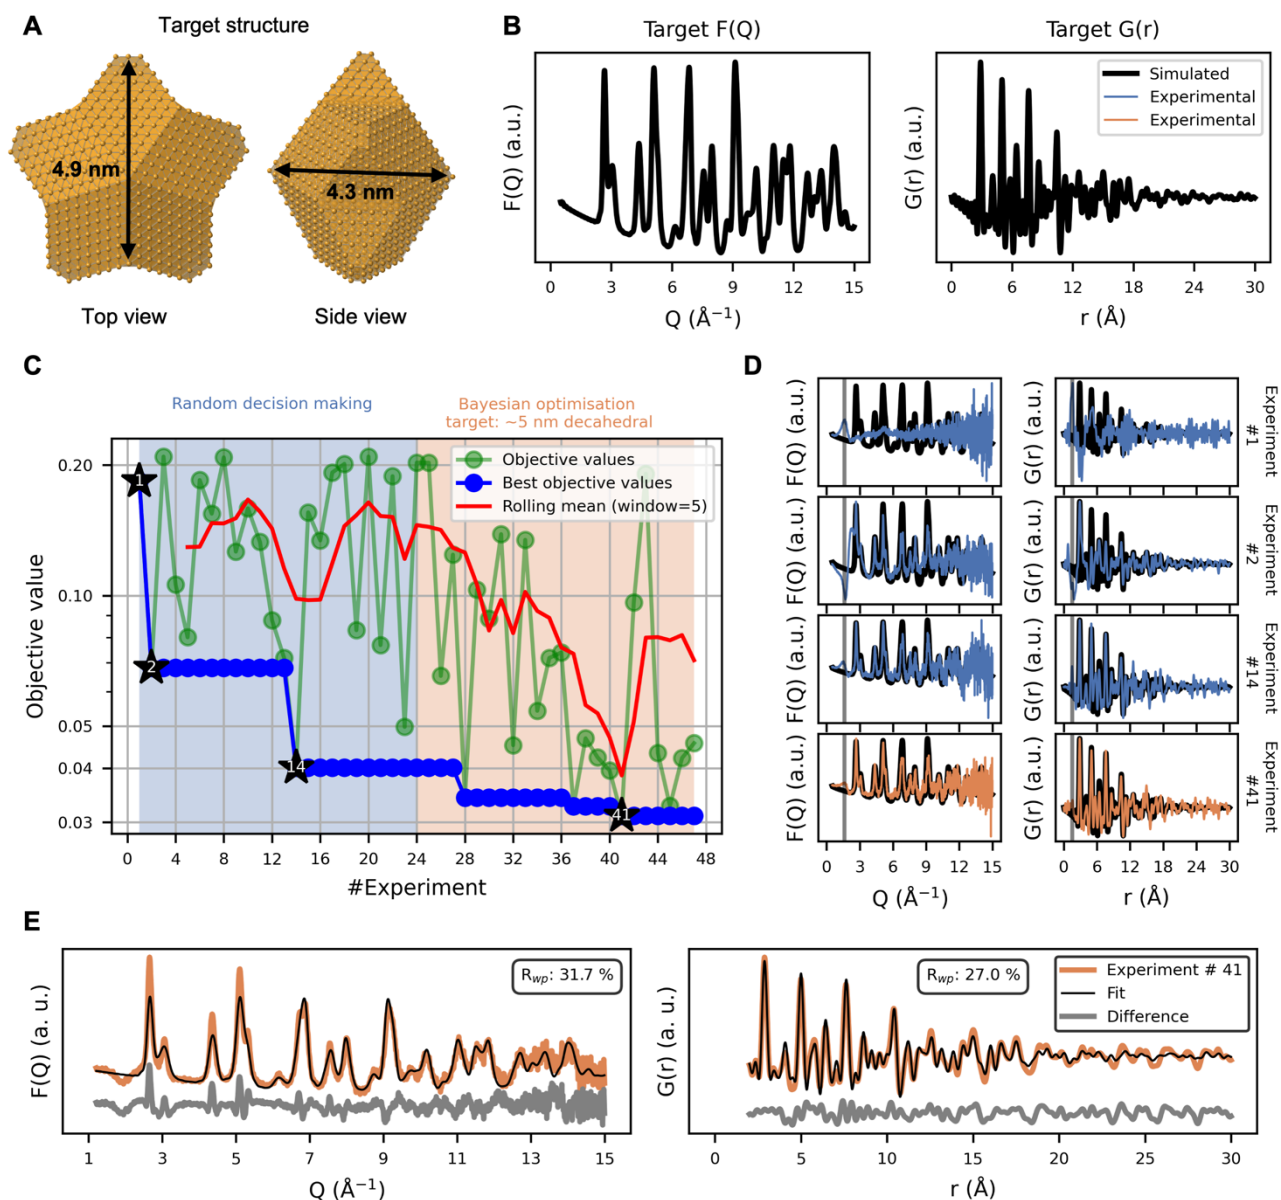 A
Target structure
4.9 nm
4.3 nm
Top view
Side view
B
Target F(Q)
F(Q) (a.u.)
0 3 6 9 12 15
Q (Å⁻¹)
Target G(r)
Simulated
Experimental
Experimental
G(r) (a.u.)
0 6 12 18 24 30
r (Å)
C
Random decision making
Bayesian optimisation
target: ~5 nm decahedral
Objective values
Best objective values
Rolling mean (window=5)
Objective value
0.20
0.10
0.05
0.04
0.03
1
2
14
41
0 4 8 12 16 20 24 28 32 36 40 44 48
#Experiment
D
F(Q) (a.u.)
G(r) (a.u.)
Experiment
#1
F(Q) (a.u.)
G(r) (a.u.)
Experiment
#2
F(Q) (a.u.)
G(r) (a.u.)
Experiment
#14
F(Q) (a.u.)
G(r) (a.u.)
Experiment
#41
0 3 6 9 12 15
Q (Å⁻¹)
0 6 12 18 24 30
r (Å)
E
F(Q) (a. u.)
R_wp: 31.7 %
1 3 5 7 9 11 13 15
Q (Å⁻¹)
G(r) (a. u.)
R_wp: 27.0 %
Experiment # 41
Fit
Difference
0 5 10 15 20 25 30
r (Å)